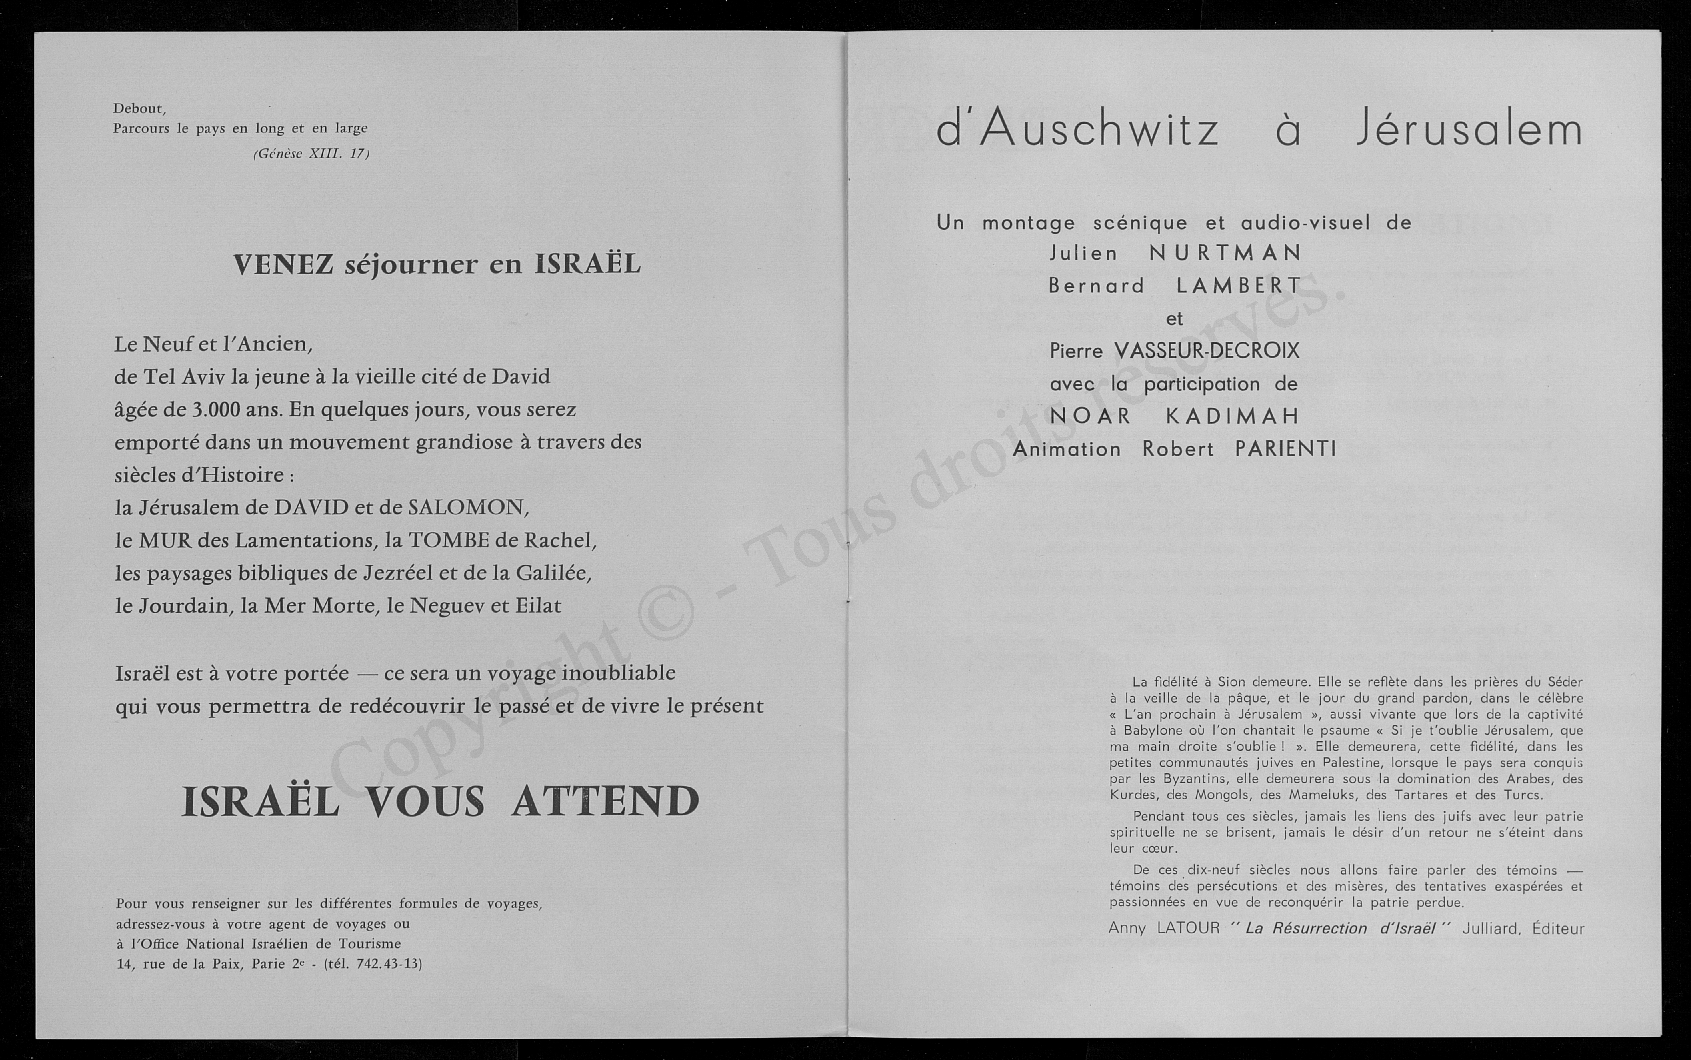 Debout,
Parcours le pays en long et en large
(Génèse XIII. 17)
VENEZ séjourner en ISRAËL
Le Neuf et l'Ancien,
de Tel Aviv la jeune à la vieille cité de David
âgée de 3.000 ans. En quelques jours, vous serez
emporté dans un mouvement grandiose à travers des
siècles d'Histoire :
la Jérusalem de DAVID et de SALOMON,
le MUR des Lamentations, la TOMBE de Rachel,
les paysages bibliques de Jezréel et de la Galilée,
le Jourdain, la Mer Morte, le Neguev et Eilat
Israël est à votre portée — ce sera un voyage inoubliable
qui vous permettra de redécouvrir le passé et de vivre le présent
ISRAËL VOUS ATTEND
Pour vous renseigner sur les différentes formules de voyages,
adressez-vous à votre agent de voyages ou
à l'Office National Israélien de Tourisme
14, rue de la Paix, Parie 2e - (tél. 742.43-13)
d'Auschwitz à Jérusalem
Un montage scénique et audio-visuel de
Julien NURTMAN
Bernard LAMBERT
et
Pierre VASSEUR-DECROIX
avec la participation de
NOAR KADIMAH
Animation Robert PARIENTI
La fidélité à Sion demeure. Elle se reflète dans les prières du Séder
à la veille de la pâque, et le jour du grand pardon, dans le célèbre
« L'an prochain à Jérusalem », aussi vivante que lors de la captivité
à Babylone où l'on chantait le psaume « Si je t'oublie Jérusalem, que
ma main droite s'oublie ! ». Elle demeurera, cette fidélité, dans les
petites communautés juives en Palestine, lorsque le pays sera conquis
par les Byzantins, elle demeurera sous la domination des Arabes, des
Kurdes, des Mongols, des Mameluks, des Tartares et des Turcs.
Pendant tous ces siècles, jamais les liens des juifs avec leur patrie
spirituelle ne se brisent, jamais le désir d'un retour ne s'éteint dans
leur cœur.
De ces dix-neuf siècles nous allons faire parler des témoins —
témoins des persécutions et des misères, des tentatives exaspérées et
passionnées en vue de reconquérir la patrie perdue.
Anny LATOUR "La Résurrection d'Israël" Julliard, Éditeur
Copyright © - Tous droits réservés.